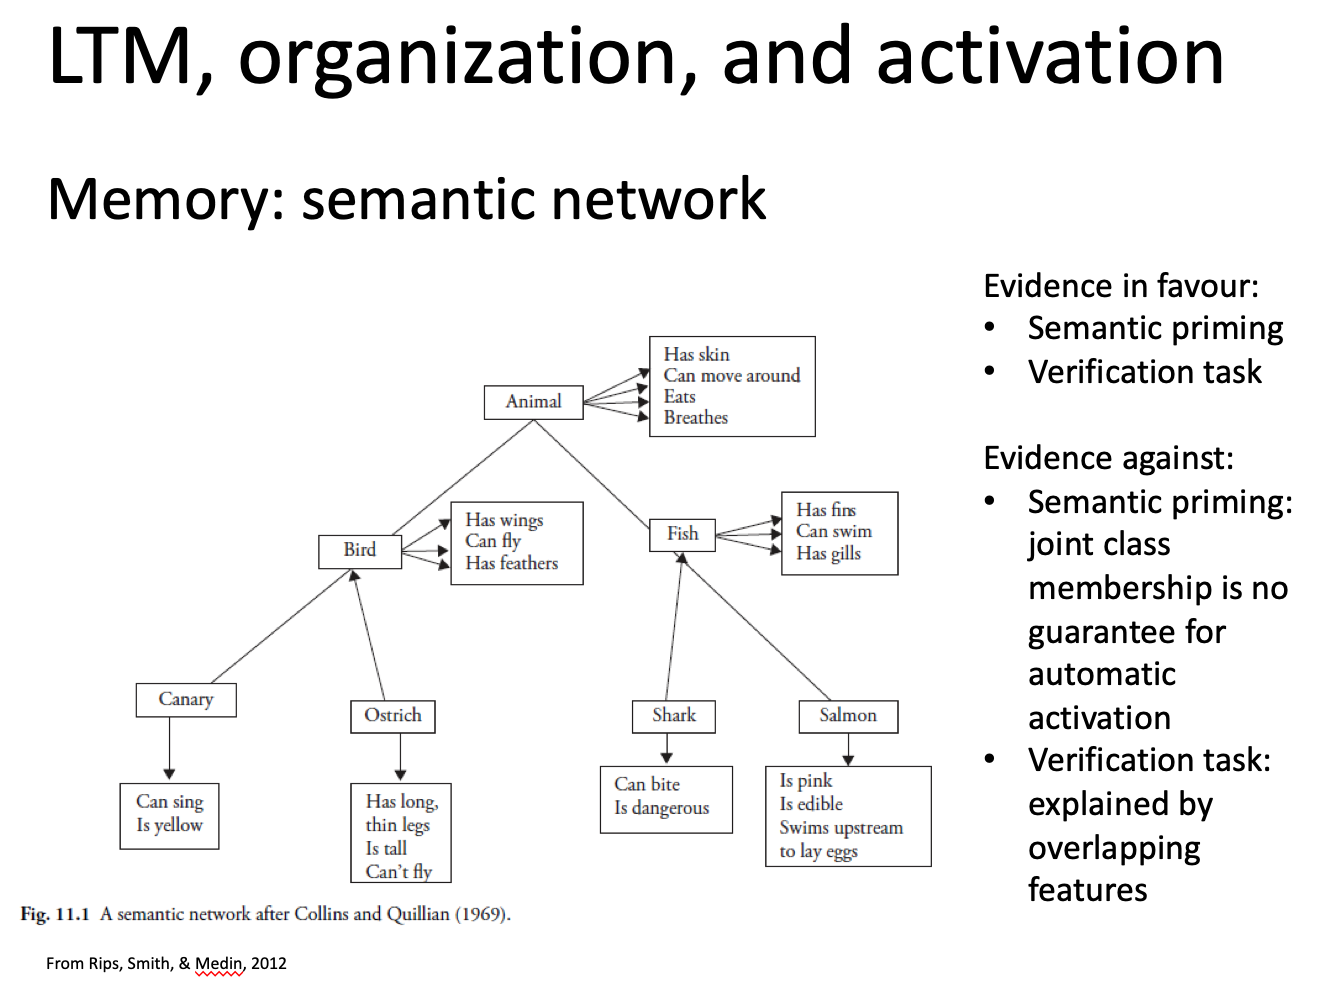 LTM, organization, and activation
Memory: semantic network
Animal
Has skin
Can move around
Eats
Breathes
Bird
Has wings
Can fly
Has feathers
Fish
Has fins
Can swim
Has gills
Canary
Ostrich
Shark
Salmon
Can sing
Is yellow
Has long,
thin legs
Is tall
Can't fly
Can bite
Is dangerous
Is pink
Is edible
Swims upstream
to lay eggs
Fig. 11.1 A semantic network after Collins and Quillian (1969).
From Rips, Smith, & Medin, 2012
Evidence in favour:
• Semantic priming
• Verification task
Evidence against:
• Semantic priming:
joint class
membership is no
guarantee for
automatic
activation
• Verification task:
explained by
overlapping
features